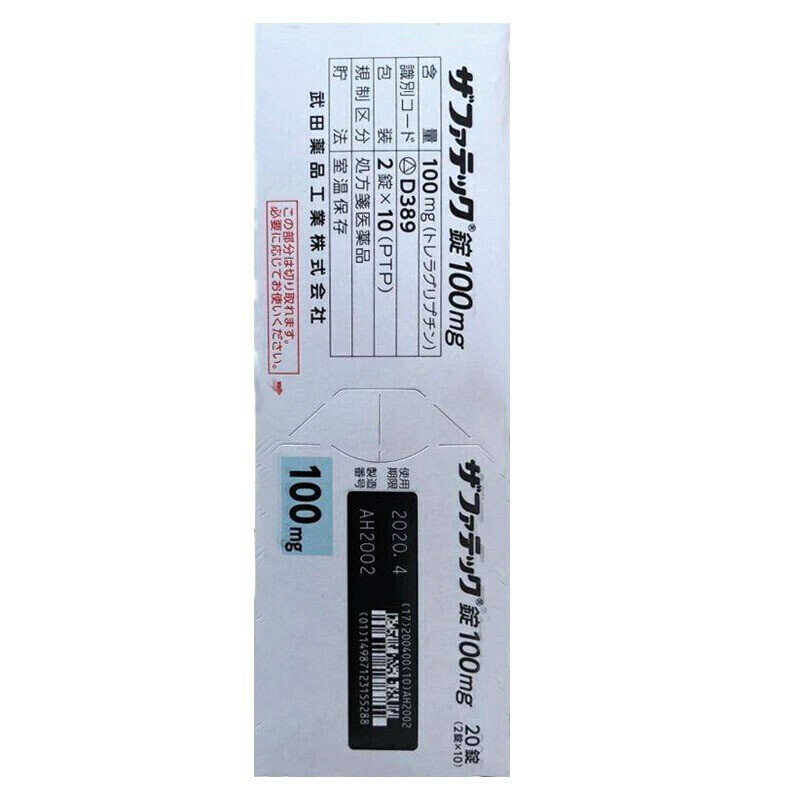 ザファテック®錠100mg
含量 100mg(トレラグリプチン)
識別コード D389
包装 2錠×10(PTP)
規制区分 処方箋医薬品
貯法 室温保存
武田薬品工業株式会社
この部分は切り取れます。
必要に応じてお使いください。
ザファテック®錠100mg 20錠
(2錠×10)
使用期限 2020.4
製造番号 AH2002
(17)200400(10)AH2002
(01)14987123155288
100mg